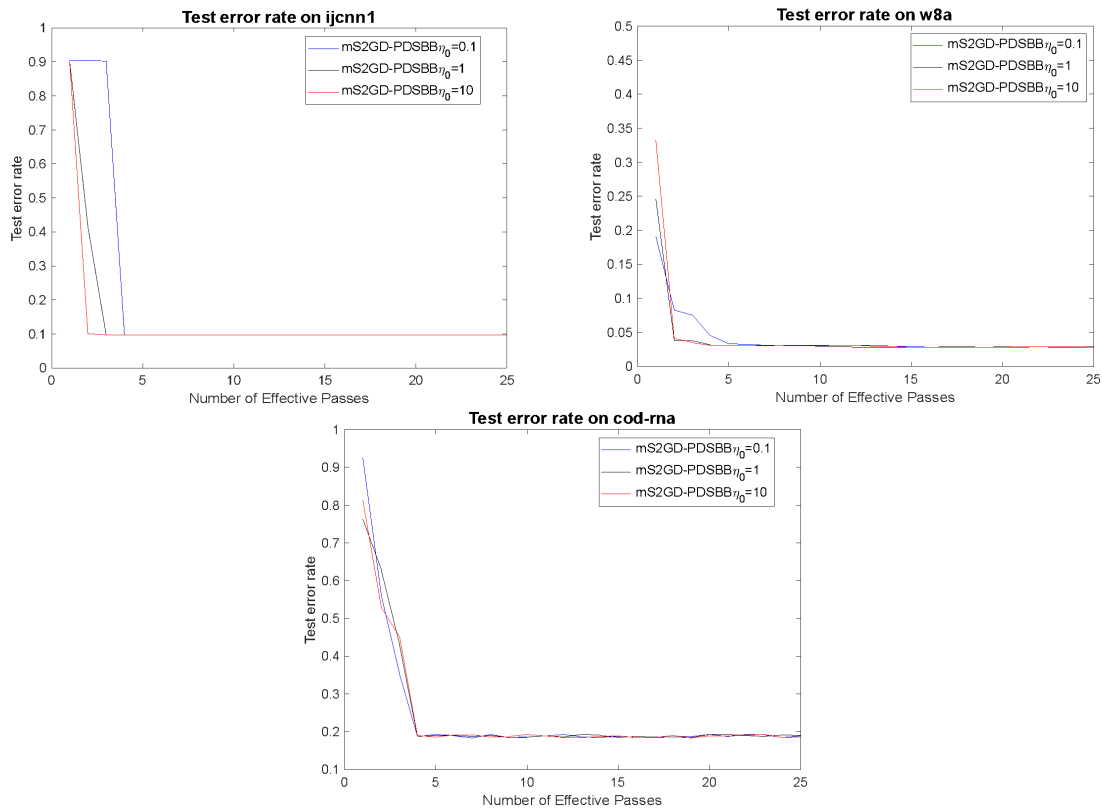 Test error rate on ijcnn1
mS2GD-PDSBBη0=0.1
mS2GD-PDSBBη0=1
mS2GD-PDSBBη0=10
Test error rate
1
0.9
0.8
0.7
0.6
0.5
0.4
0.3
0.2
0.1
0
0
5
10
15
20
25
Number of Effective Passes
Test error rate on w8a
mS2GD-PDSBBη0=0.1
mS2GD-PDSBBη0=1
mS2GD-PDSBBη0=10
Test error rate
0.5
0.45
0.4
0.35
0.3
0.25
0.2
0.15
0.1
0.05
0
0
5
10
15
20
25
Number of Effective Passes
Test error rate on cod-rna
mS2GD-PDSBBη0=0.1
mS2GD-PDSBBη0=1
mS2GD-PDSBBη0=10
Test error rate
1
0.9
0.8
0.7
0.6
0.5
0.4
0.3
0.2
0.1
0
5
10
15
20
25
Number of Effective Passes